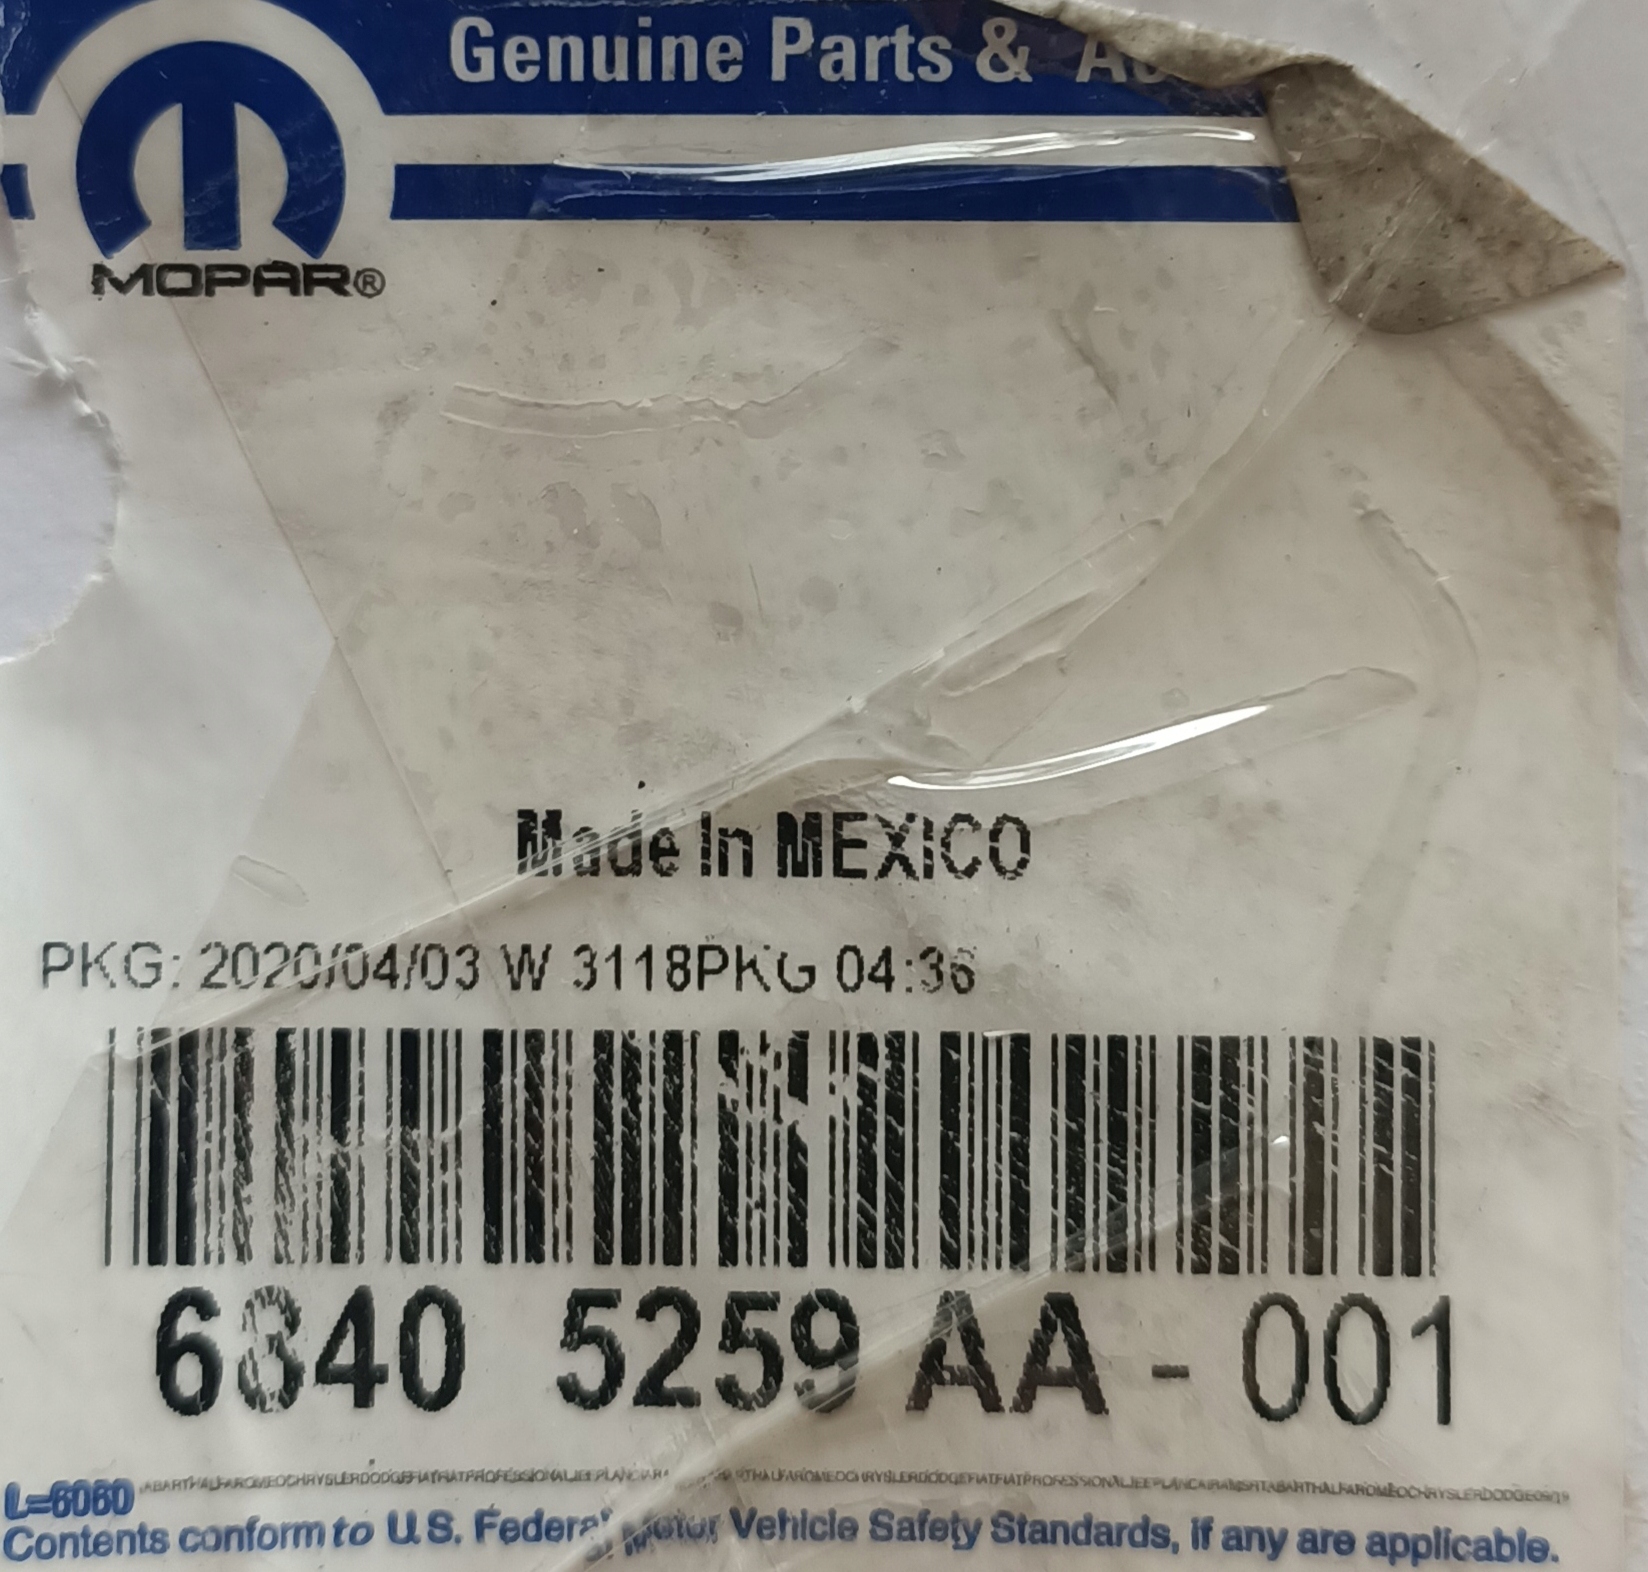 Genuine Parts &
MOPAR®
Made In MEXICO
PKG: 2020/04/03 W 3118PKG 04:36
6840 5259 AA - 001
L=6060
Contents conform to U.S. Federal Motor Vehicle Safety Standards, if any are applicable.